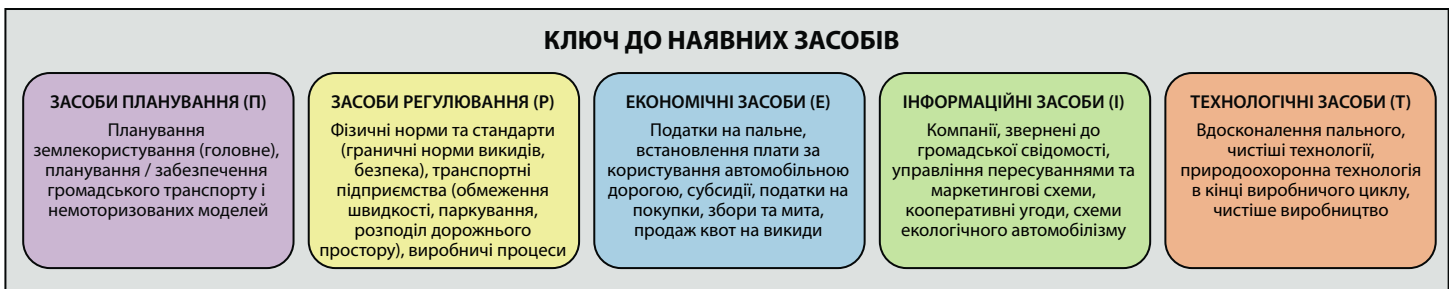 КЛЮЧ ДО НАЯВНИХ ЗАСОБІВ
ЗАСОБИ ПЛАНУВАННЯ (П)
Планування
землекористування (головне),
планування / забезпечення
громадського транспорту і
немоторизованих моделей
ЗАСОБИ РЕГУЛЮВАННЯ (Р)
Фізичні норми та стандарти
(граничні норми викидів,
безпека), транспортні
підприємства (обмеження
швидкості, паркування,
розподіл дорожнього
простору), виробничі процеси
ЕКОНОМІЧНІ ЗАСОБИ (Е)
Податки на пальне,
встановлення плати за
користування автомобільною
дорогою, субсидії, податки на
покупки, збори та мита,
продаж квот на викиди
ІНФОРМАЦІЙНІ ЗАСОБИ (І)
Компанії, звернені до
громадської свідомості,
управління пересуваннями та
маркетингові схеми,
кооперативні угоди, схеми
екологічного автомобілізму
ТЕХНОЛОГІЧНІ ЗАСОБИ (Т)
Вдосконалення пального,
чистіші технології,
природоохоронна технологія
в кінці виробничого циклу,
чистіше виробництво